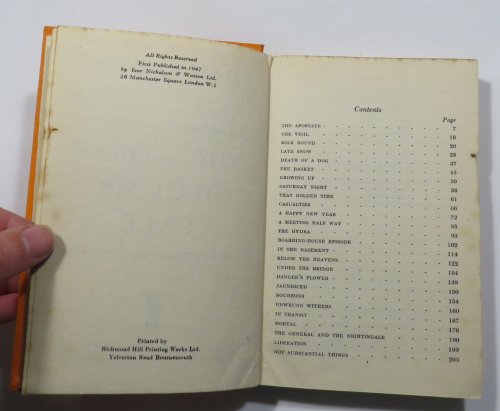 All Rights Reserved
First Published in 1947
by Ivor Nicholson & Watson Ltd.
26 Manchester Square London W.1
Printed by
Richmond Hill Printing Works Ltd.
Yelverton Road Bournemouth
Contents
Page
THE APOSTATE 7
THE VIGIL 16
MILK ROUND 20
LATE SNOW 28
DEATH OF A DOG 37
THE BASKET 45
GROWING UP 50
SATURDAY NIGHT 56
THAT GOLDEN TIME 61
CASUALTIES 66
A HAPPY NEW YEAR 72
A MEETING HALF WAY 85
THE HYDRA 93
BOARDING-HOUSE EPISODE 102
IN THE BASEMENT 114
BELOW THE HEAVENS 122
UNDER THE BRIDGE 134
DANGER'S FLOWER 139
JAUNDICED 150
BOURBONS 154
UNWRUNG WITHERS 160
IN TRANSIT 167
MORTAL 176
THE GENERAL AND THE NIGHTINGALE 190
LIBERATION 199
NOT SUBSTANTIAL THINGS 203